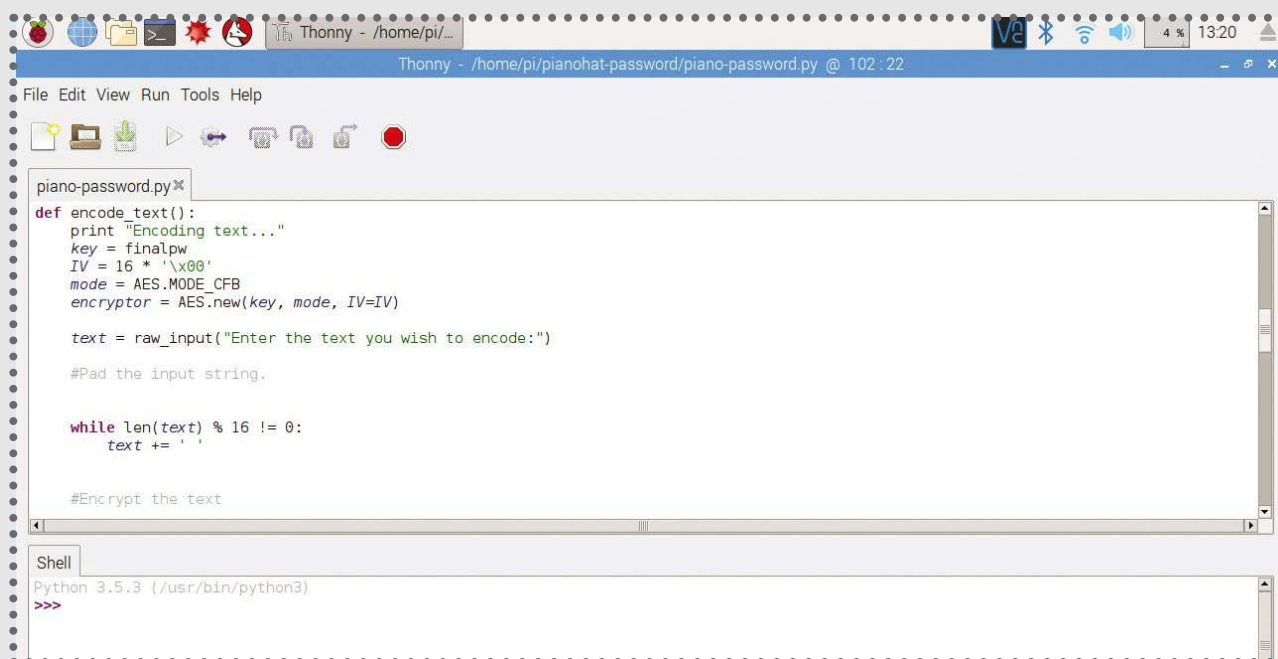 Thonny - /home/pi/...
4 %
13:20
Thonny - /home/pi/pianohat-password/piano-password.py @ 102 : 22
File Edit View Run Tools Help
piano-password.py
def encode_text():
    print "Encoding text..."
    key = finalpw
    IV = 16 * '\x00'
    mode = AES.MODE_CFB
    encryptor = AES.new(key, mode, IV=IV)
    text = raw_input("Enter the text you wish to encode:")
    #Pad the input string.
    while len(text) % 16 != 0:
        text += ' '
    #Encrypt the text
Shell
Python 3.5.3 (/usr/bin/python3)
>>>